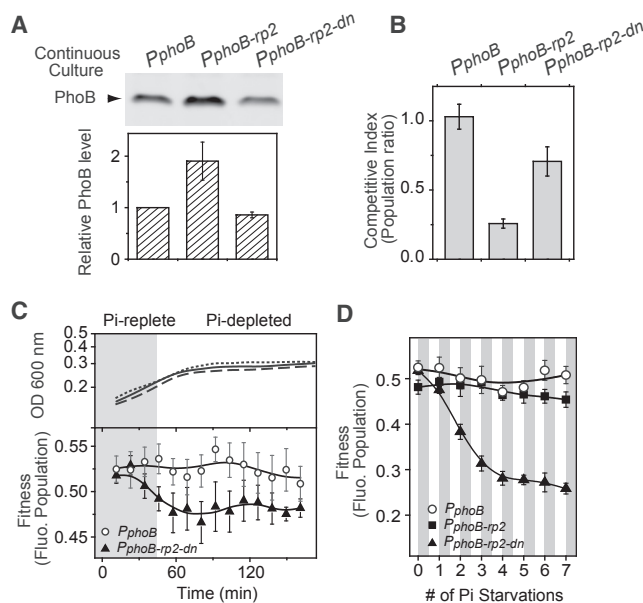 A
Continuous
Culture
PphoB
PphoB-rp2
PphoB-rp2-dn
PhoB
Relative PhoB level
2
1
0
B
PphoB
PphoB-rp2
PphoB-rp2-dn
Competitive Index
(Population ratio)
1.0
0.5
0.0
C
Pi-replete
Pi-depleted
OD 600 nm
0.5
0.4
0.3
0.2
Fitness
(Fluo. Population)
0.55
0.50
0.45
PphoB
PphoB-rp2-dn
0
60
120
Time (min)
D
Fitness
(Fluo. Population)
0.5
0.4
0.3
0.2
PphoB
PphoB-rp2
PphoB-rp2-dn
0 1 2 3 4 5 6 7
# of Pi Starvations